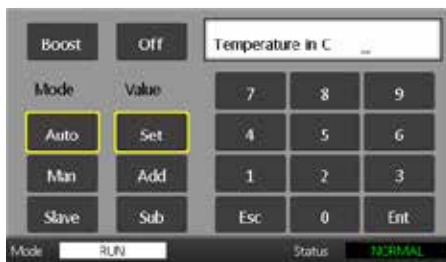 Boost Off Temperature in C _
Mode Value 7 8 9
Auto Set 4 5 6
Man Add 1 2 3
Slave Sub Esc 0 Ent
Mode RUN Status NORMAL